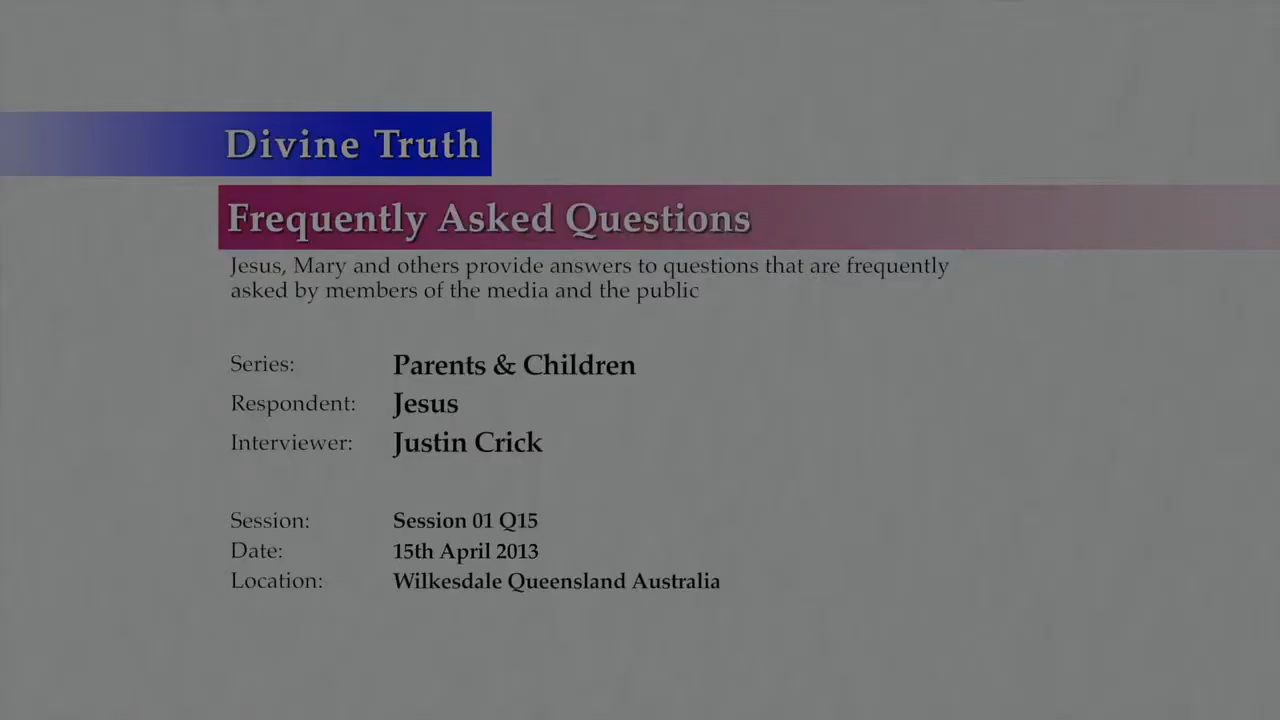 Divine Truth
Frequently Asked Questions
Jesus, Mary and others provide answers to questions that are frequently
asked by members of the media and the public
Series: Parents & Children
Respondent: Jesus
Interviewer: Justin Crick
Session: Session 01 Q15
Date: 15th April 2013
Location: Wilkesdale Queensland Australia